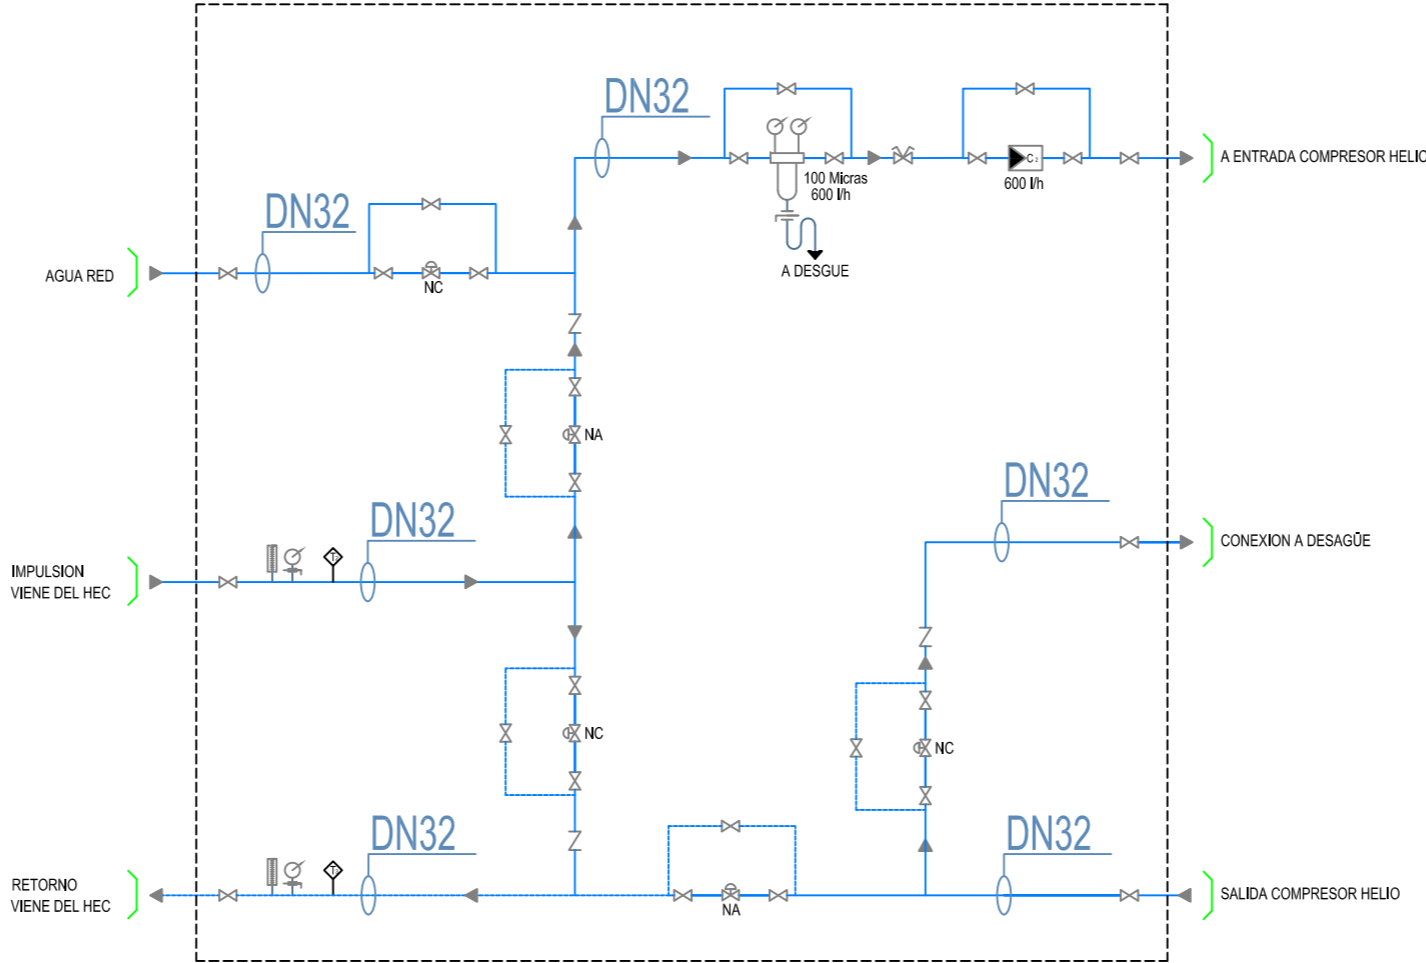 DN32
A ENTRADA COMPRESOR HELIO
C2
100 Micras
600 l/h
600 l/h
DN32
AGUA RED
A DESGUE
NC
NA
DN32
DN32
CONEXION A DESAGÜE
IMPULSION
VIENE DEL HEC
NC
NC
DN32
DN32
RETORNO
VIENE DEL HEC
SALIDA COMPRESOR HELIO
NA